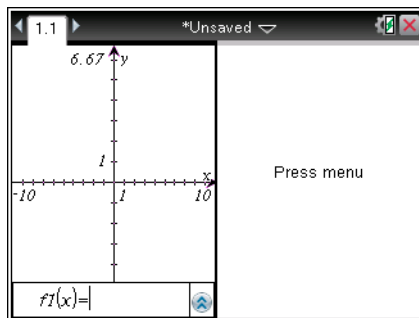 1.1
*Unsaved
6.67 y
1
x
-10 1 10
Press menu
f1(x)=